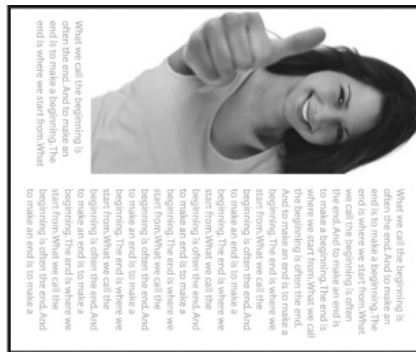 What we call the beginning is
often the end. And to make an
end is to make a beginning.The
end is where we start from.What
What we call the beginning is
often the end. And to make an
end is to make a beginning. The
end is where we start from.What
we call the beginning is often
the end. And to make an end is
to make a beginning.The end is
where we start from.What we call
the beginning is often the end.
And to make an end is to make a
beginning.The end is where we
start from.What we call the
beginning is often the end. And
to make an end is to make a
beginning.The end is where we
start from.What we call the
beginning is often the end. And
to make an end is to make a
beginning.The end is where we
start from.What we call the
beginning is often the end. And
to make an end is to make a
beginning.The end is where we
start from.What we call the
beginning is often the end. And
to make an end is to make a